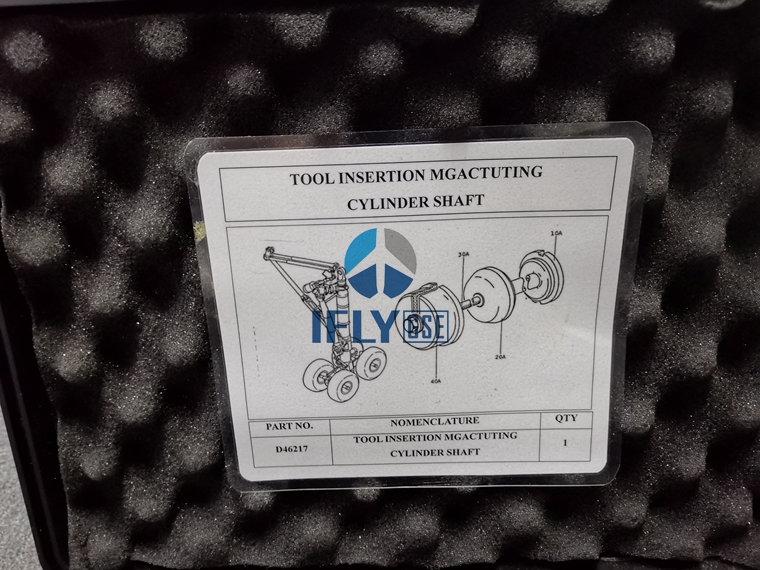 TOOL INSERTION MGACTUTING
CYLINDER SHAFT
10A
30A
20A
40A
IFLY GSE
PART NO.
NOMENCLATURE
QTY
D46217
TOOL INSERTION MGACTUTING
CYLINDER SHAFT
1